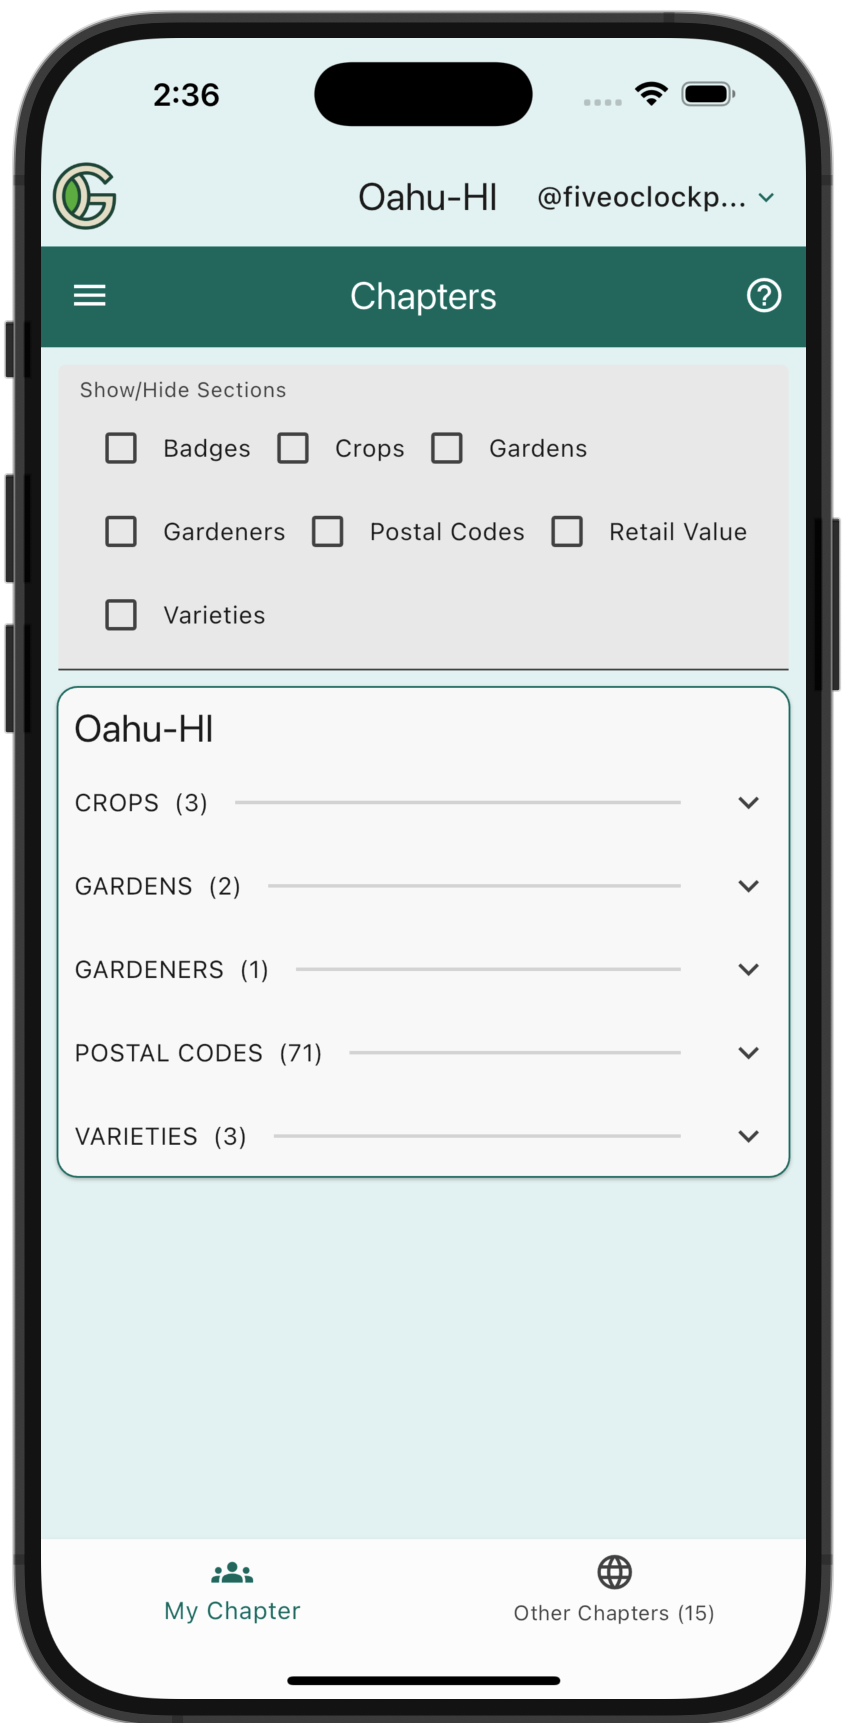 2:36
Oahu-HI @fiveoclockp...
Chapters
Show/Hide Sections
Badges Crops Gardens
Gardeners Postal Codes Retail Value
Varieties
Oahu-HI
CROPS (3)
GARDENS (2)
GARDENERS (1)
POSTAL CODES (71)
VARIETIES (3)
My Chapter Other Chapters (15)